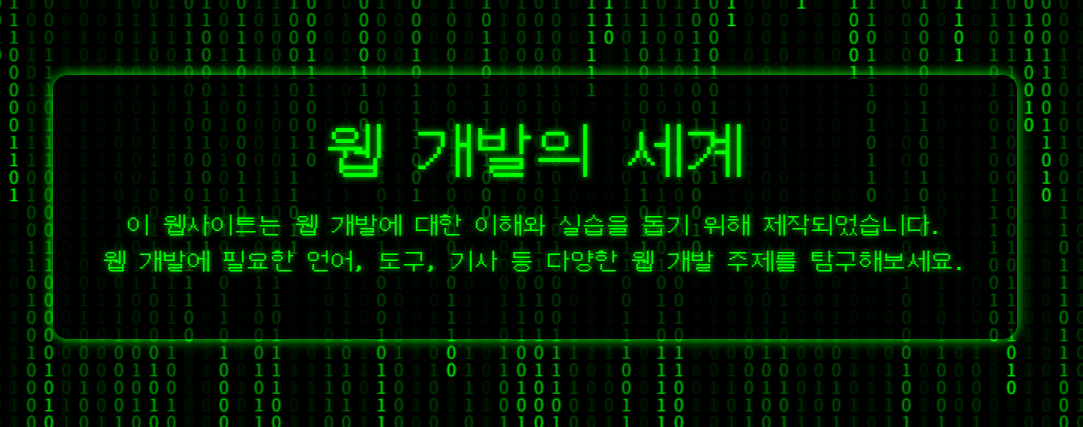 웹 개발의 세계
이 웹사이트는 웹 개발에 대한 이해와 실습을 돕기 위해 제작되었습니다.
웹 개발에 필요한 언어, 도구, 기사 등 다양한 웹 개발 주제를 탐구해보세요.